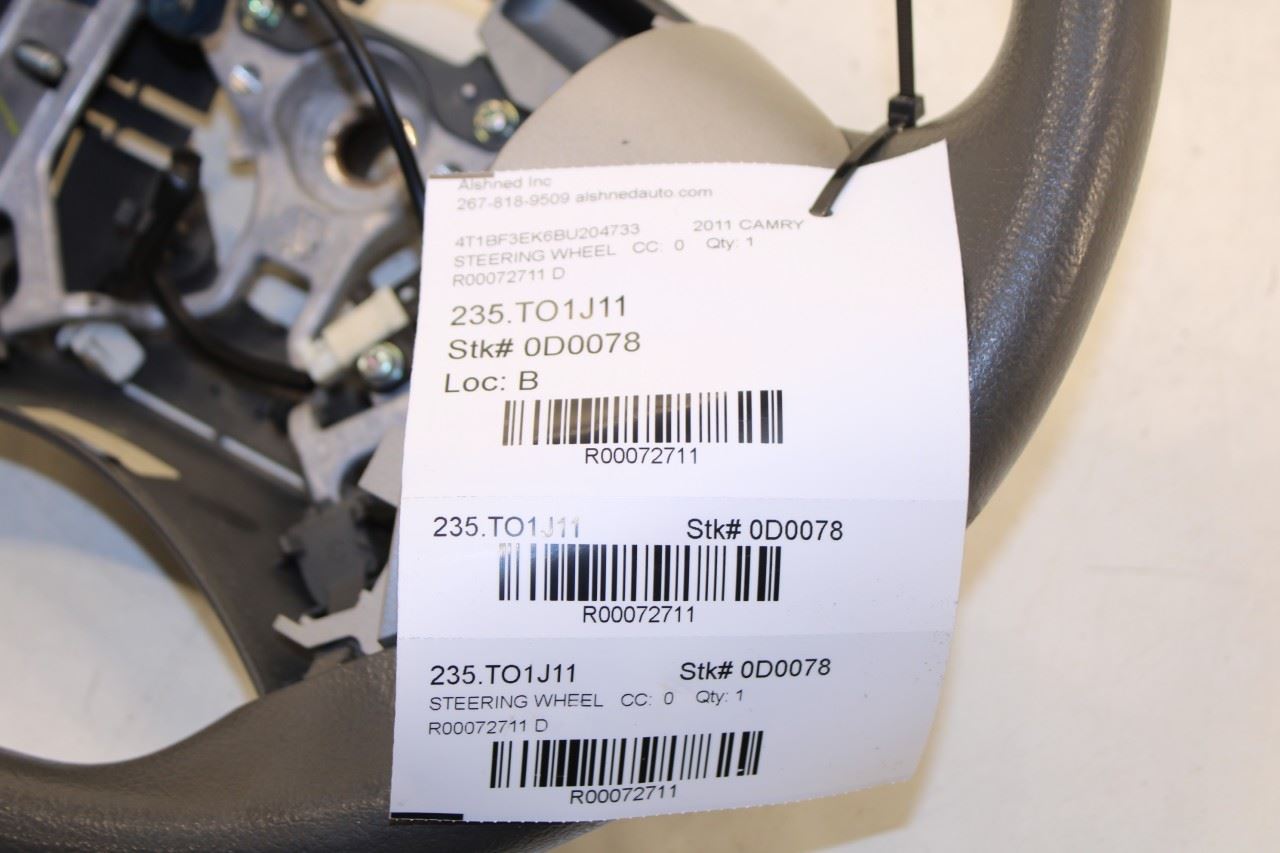 Alshned Inc
267-818-9509 alshnedauto.com
4T1BF3EK6BU204733 2011 CAMRY
STEERING WHEEL CC: 0 Qty: 1
R00072711 D
235.TO1J11
Stk# 0D0078
Loc: B
R00072711
235.TO1J11 Stk# 0D0078
R00072711
235.TO1J11 Stk# 0D0078
STEERING WHEEL CC: 0 Qty: 1
R00072711 D
R00072711